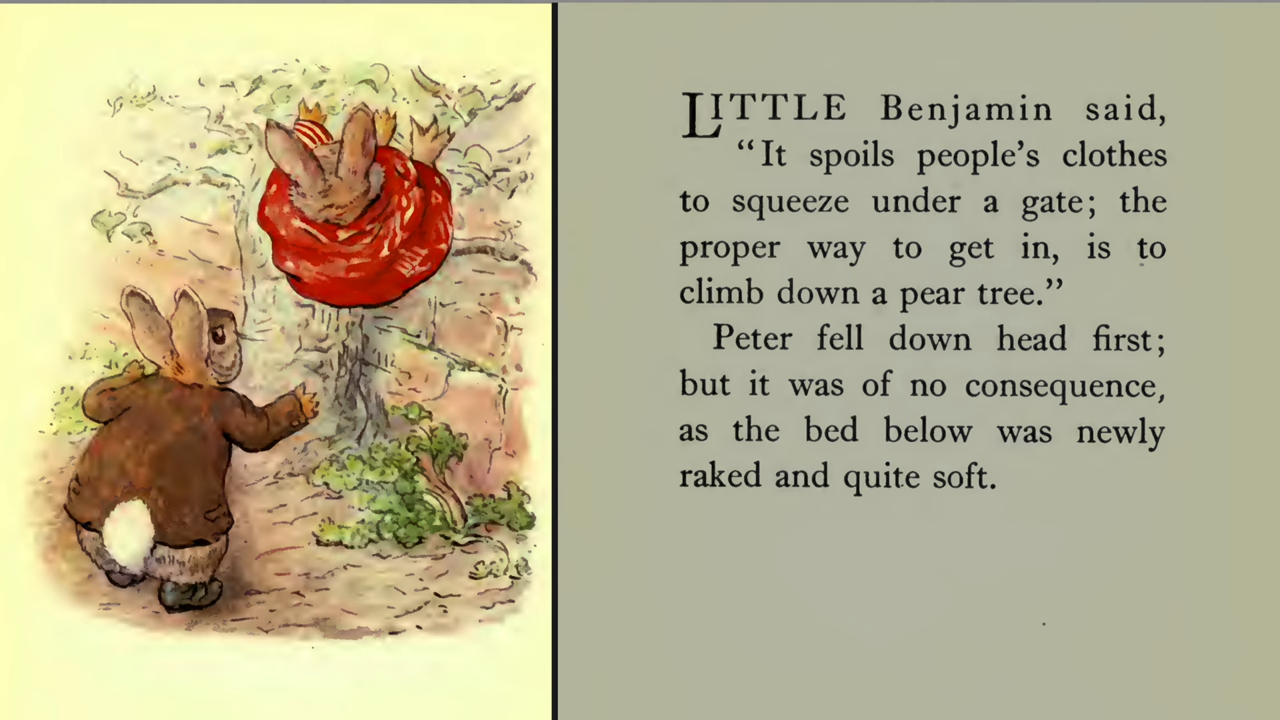 LITTLE Benjamin said,
“It spoils people’s clothes
to squeeze under a gate; the
proper way to get in, is to
climb down a pear tree.”
Peter fell down head first;
but it was of no consequence,
as the bed below was newly
raked and quite soft.